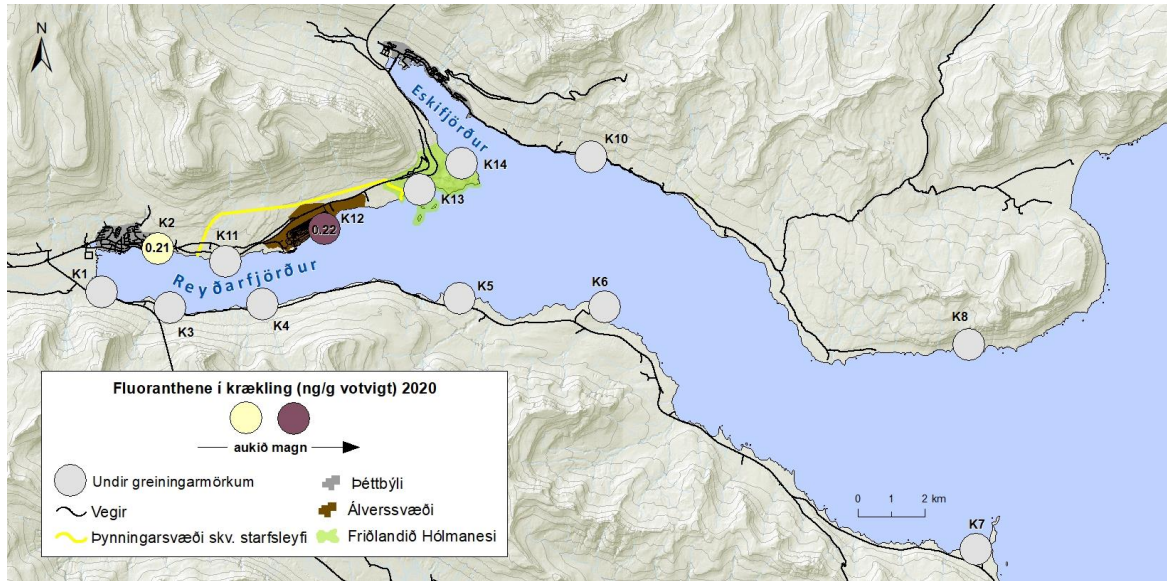 N
Eskifjörður
K10
K14
K13
K12
0.22
K2
0.21
K11
Reyðarfjörður
K1
K3
K4
K5
K6
K8
K7
Fluoranthene í krækling (ng/g votvigt) 2020
aukið magn
Undir greiningarmörkum
Vegir
Þynningarsvæði skv. starfsleyfi
Þéttbýli
Álverssvæði
Friðlandið Hólmanesi
0 1 2 km